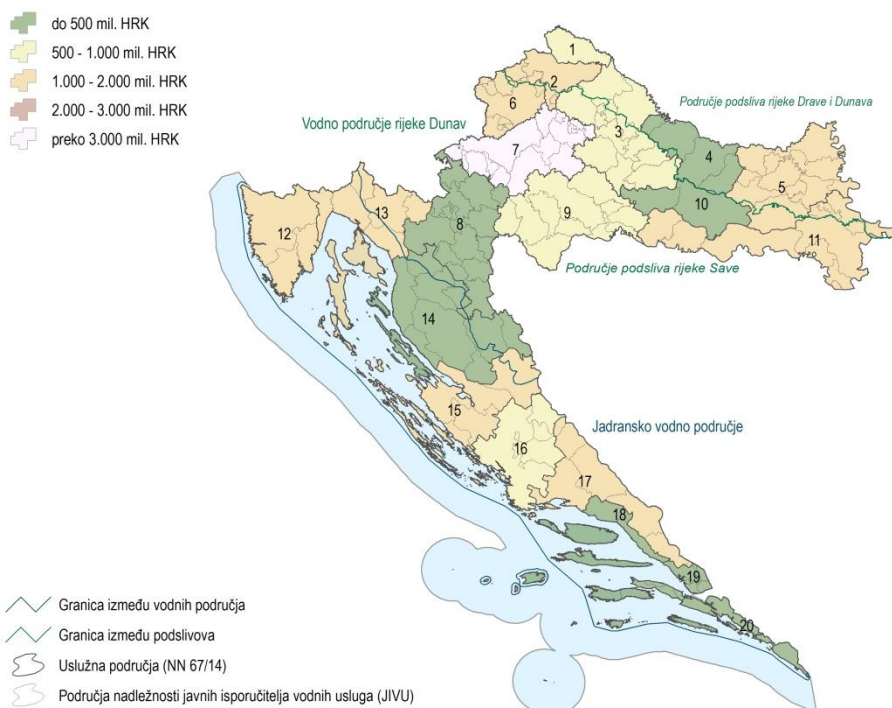 do 500 mil. HRK
500 - 1.000 mil. HRK
1.000 - 2.000 mil. HRK
2.000 - 3.000 mil. HRK
preko 3.000 mil. HRK
1
2
6
Područje podsliva rijeke Drave i Dunava
Vodno područje rijeke Dunav
3
7
4
5
10
13
12
8
9
11
Područje podsliva rijeke Save
14
15
Jadransko vodno područje
16
17
18
19
20
Granica između vodnih područja
Granica između podslivova
Uslužna područja (NN 67/14)
Područja nadležnosti javnih isporučitelja vodnih usluga (JIVU)